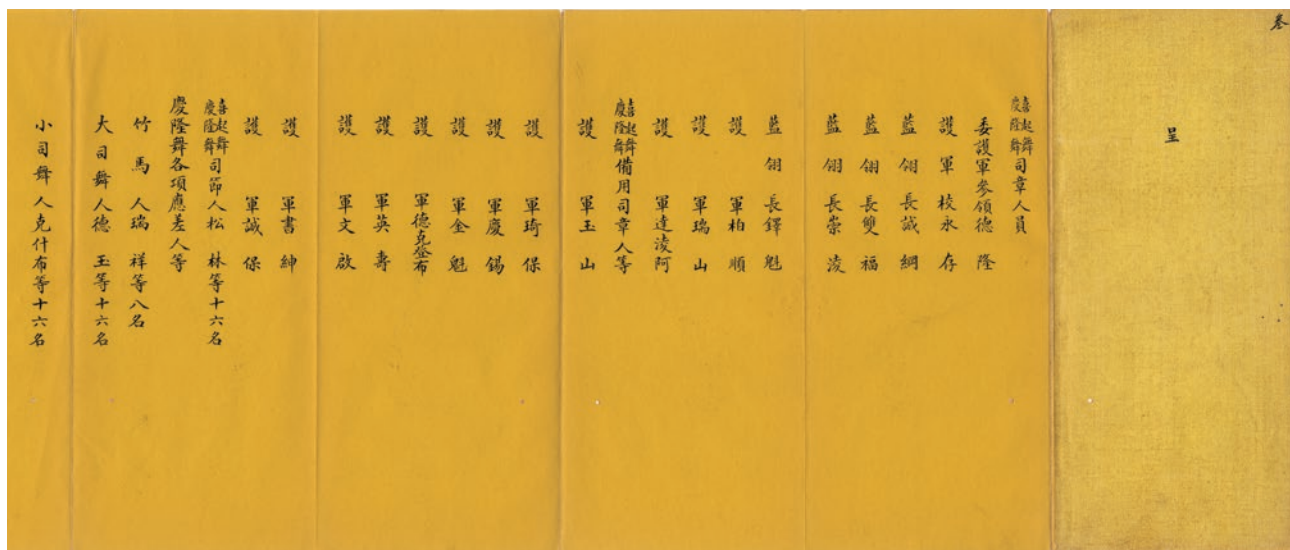 叁
呈
喜起舞慶隆舞司章人員
委護軍參領德隆
護軍校永存
藍翎長誠綱
藍翎長雙福
藍翎長崇淩
藍翎長鐸魁
護軍柏順
護軍瑞山
護軍達淩阿
喜起舞慶隆舞備用司章人等
護軍玉山
護軍琦保
護軍慶錫
護軍金魁
護軍德克登布
護軍英壽
護軍文啟
護軍書紳
護軍誠保
喜起舞慶隆舞司節人松林等十六名
慶隆舞各項應差人等
竹馬人瑞祥等八名
大司舞人德玉等十六名
小司舞人克什布等十六名